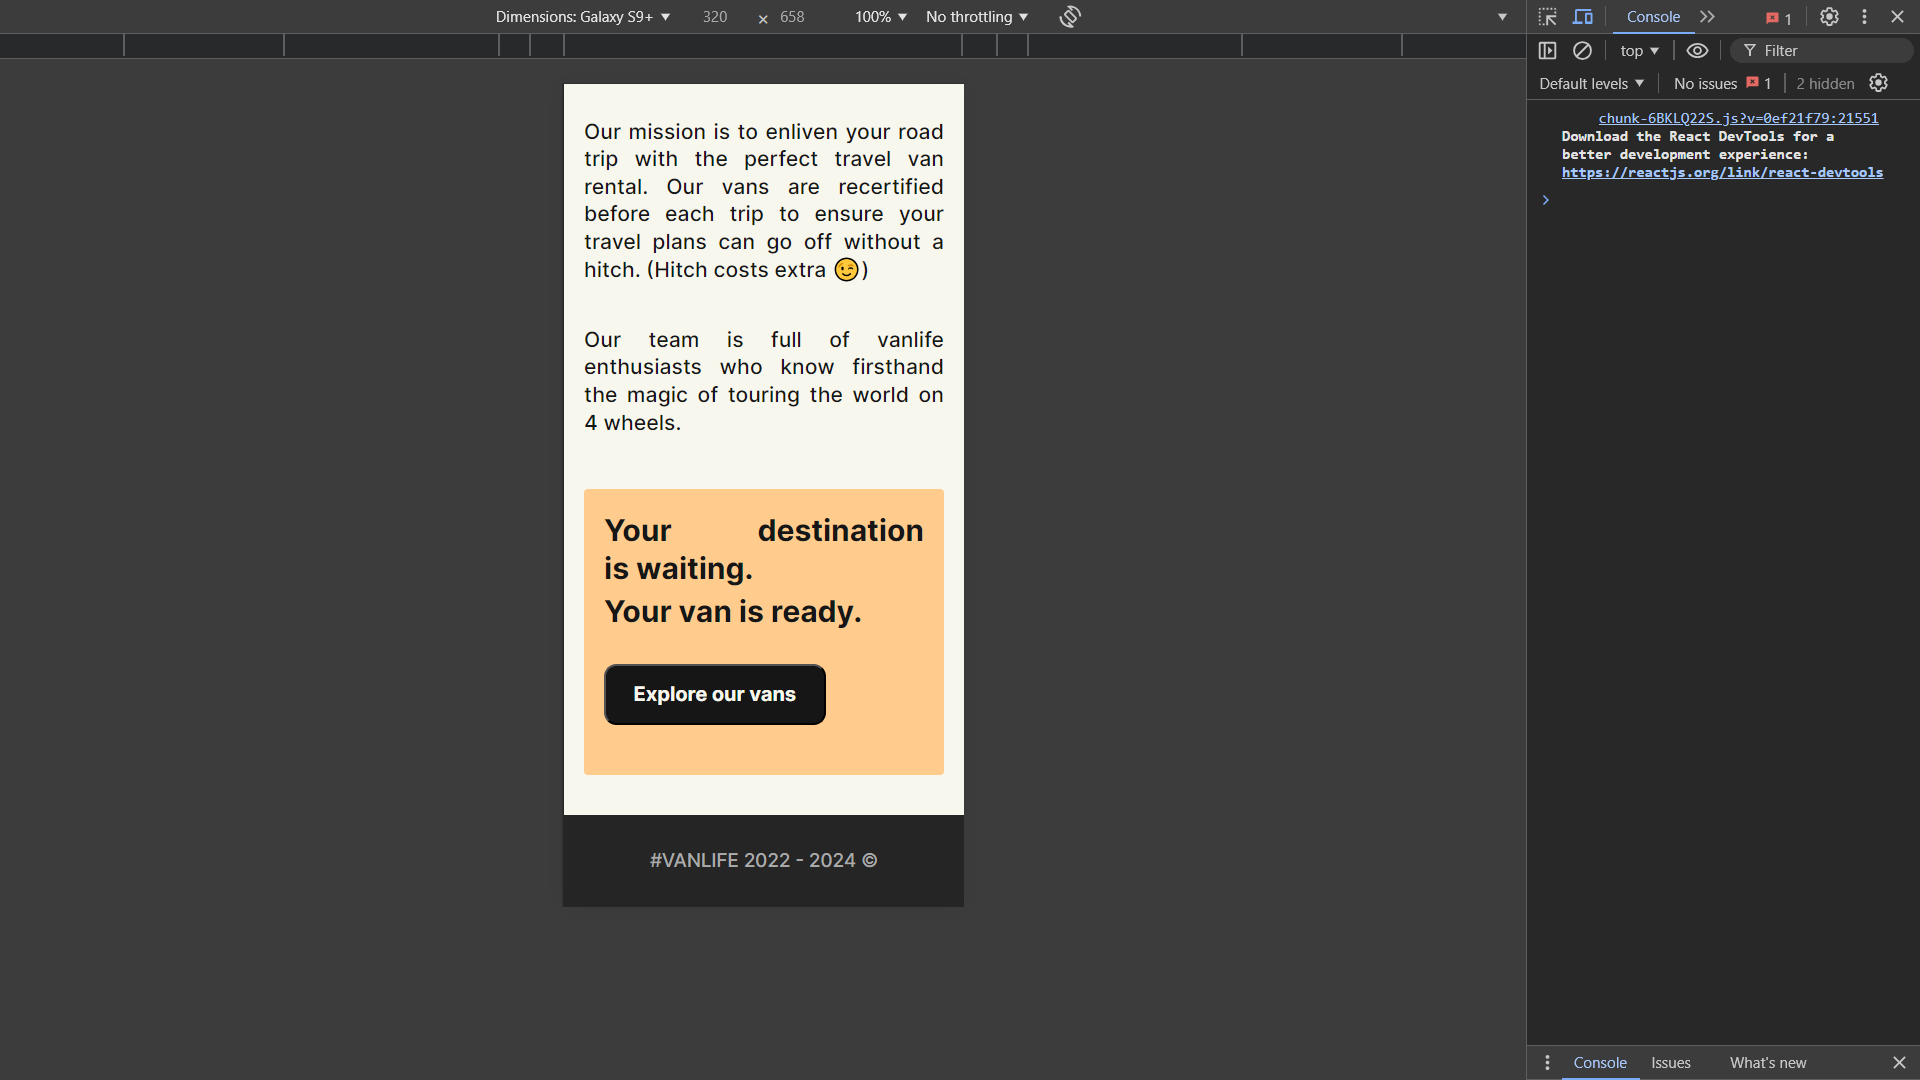 Dimensions: Galaxy S9+ 320 × 658 100% No throttling
Console 1
top Filter
Default levels No issues 1 2 hidden
chunk-6BKLQ22S.js?v=0ef21f79:21551
Download the React DevTools for a
better development experience:
https://reactjs.org/link/react-devtools
Our mission is to enliven your road
trip with the perfect travel van
rental. Our vans are recertified
before each trip to ensure your
travel plans can go off without a
hitch. (Hitch costs extra 😉)
Our team is full of vanlife
enthusiasts who know firsthand
the magic of touring the world on
4 wheels.
Your destination
is waiting.
Your van is ready.
Explore our vans
#VANLIFE 2022 - 2024 ©
Console Issues What's new